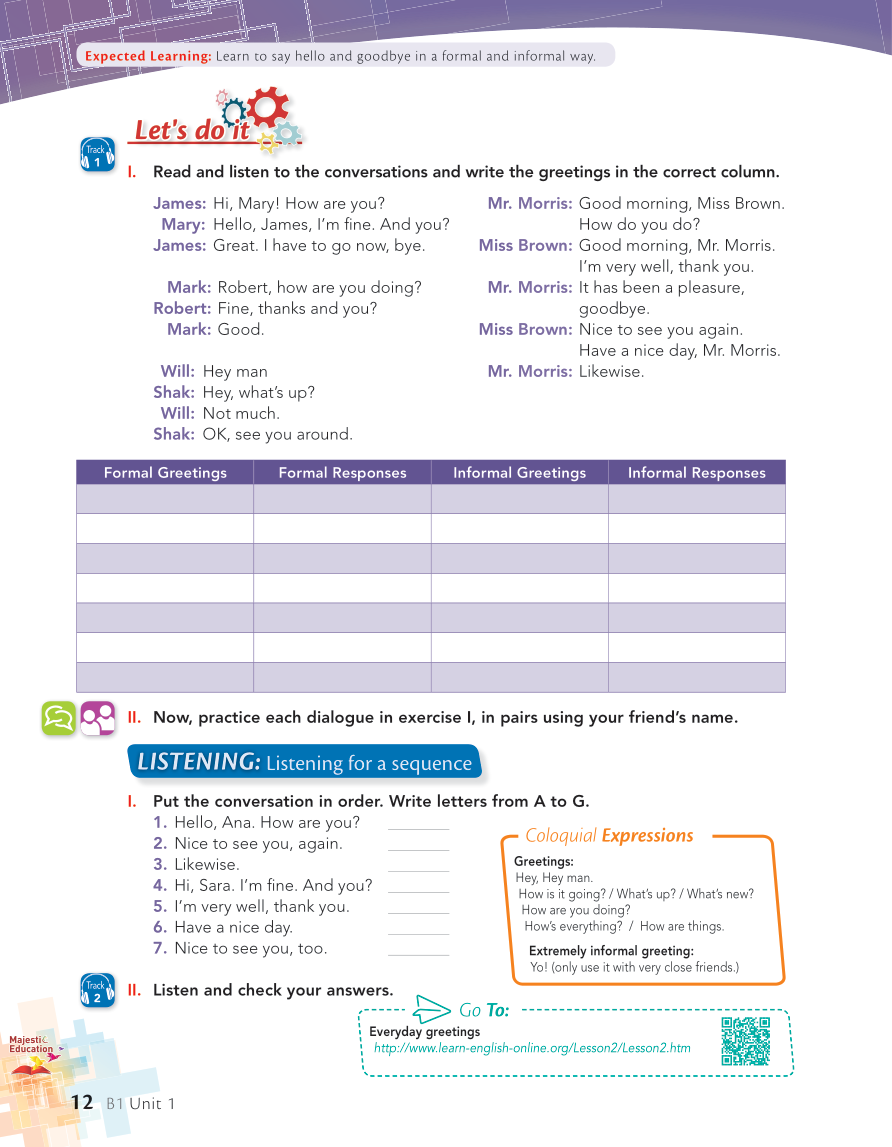 Expected Learning: Learn to say hello and goodbye in a formal and informal way.
Let's do it
Track
1
I. Read and listen to the conversations and write the greetings in the correct column.
James: Hi, Mary! How are you?
Mary: Hello, James, I'm fine. And you?
James: Great. I have to go now, bye.
Mark: Robert, how are you doing?
Robert: Fine, thanks and you?
Mark: Good.
Will: Hey man
Shak: Hey, what's up?
Will: Not much.
Shak: OK, see you around.
Mr. Morris: Good morning, Miss Brown.
How do you do?
Miss Brown: Good morning, Mr. Morris.
I'm very well, thank you.
Mr. Morris: It has been a pleasure,
goodbye.
Miss Brown: Nice to see you again.
Have a nice day, Mr. Morris.
Mr. Morris: Likewise.
Formal Greetings Formal Responses Informal Greetings Informal Responses
II. Now, practice each dialogue in exercise I, in pairs using your friend's name.
LISTENING: Listening for a sequence
I. Put the conversation in order. Write letters from A to G.
1. Hello, Ana. How are you?
2. Nice to see you, again.
3. Likewise.
4. Hi, Sara. I'm fine. And you?
5. I'm very well, thank you.
6. Have a nice day.
7. Nice to see you, too.
Coloquial Expressions
Greetings:
Hey, Hey man.
How is it going? / What's up? / What's new?
How are you doing?
How's everything? / How are things.
Extremely informal greeting:
Yo! (only use it with very close friends.)
Track
2
II. Listen and check your answers.
Go To:
Everyday greetings
http://www.learn-english-online.org/Lesson2/Lesson2.htm
Majestic
Education
12 B1 Unit 1